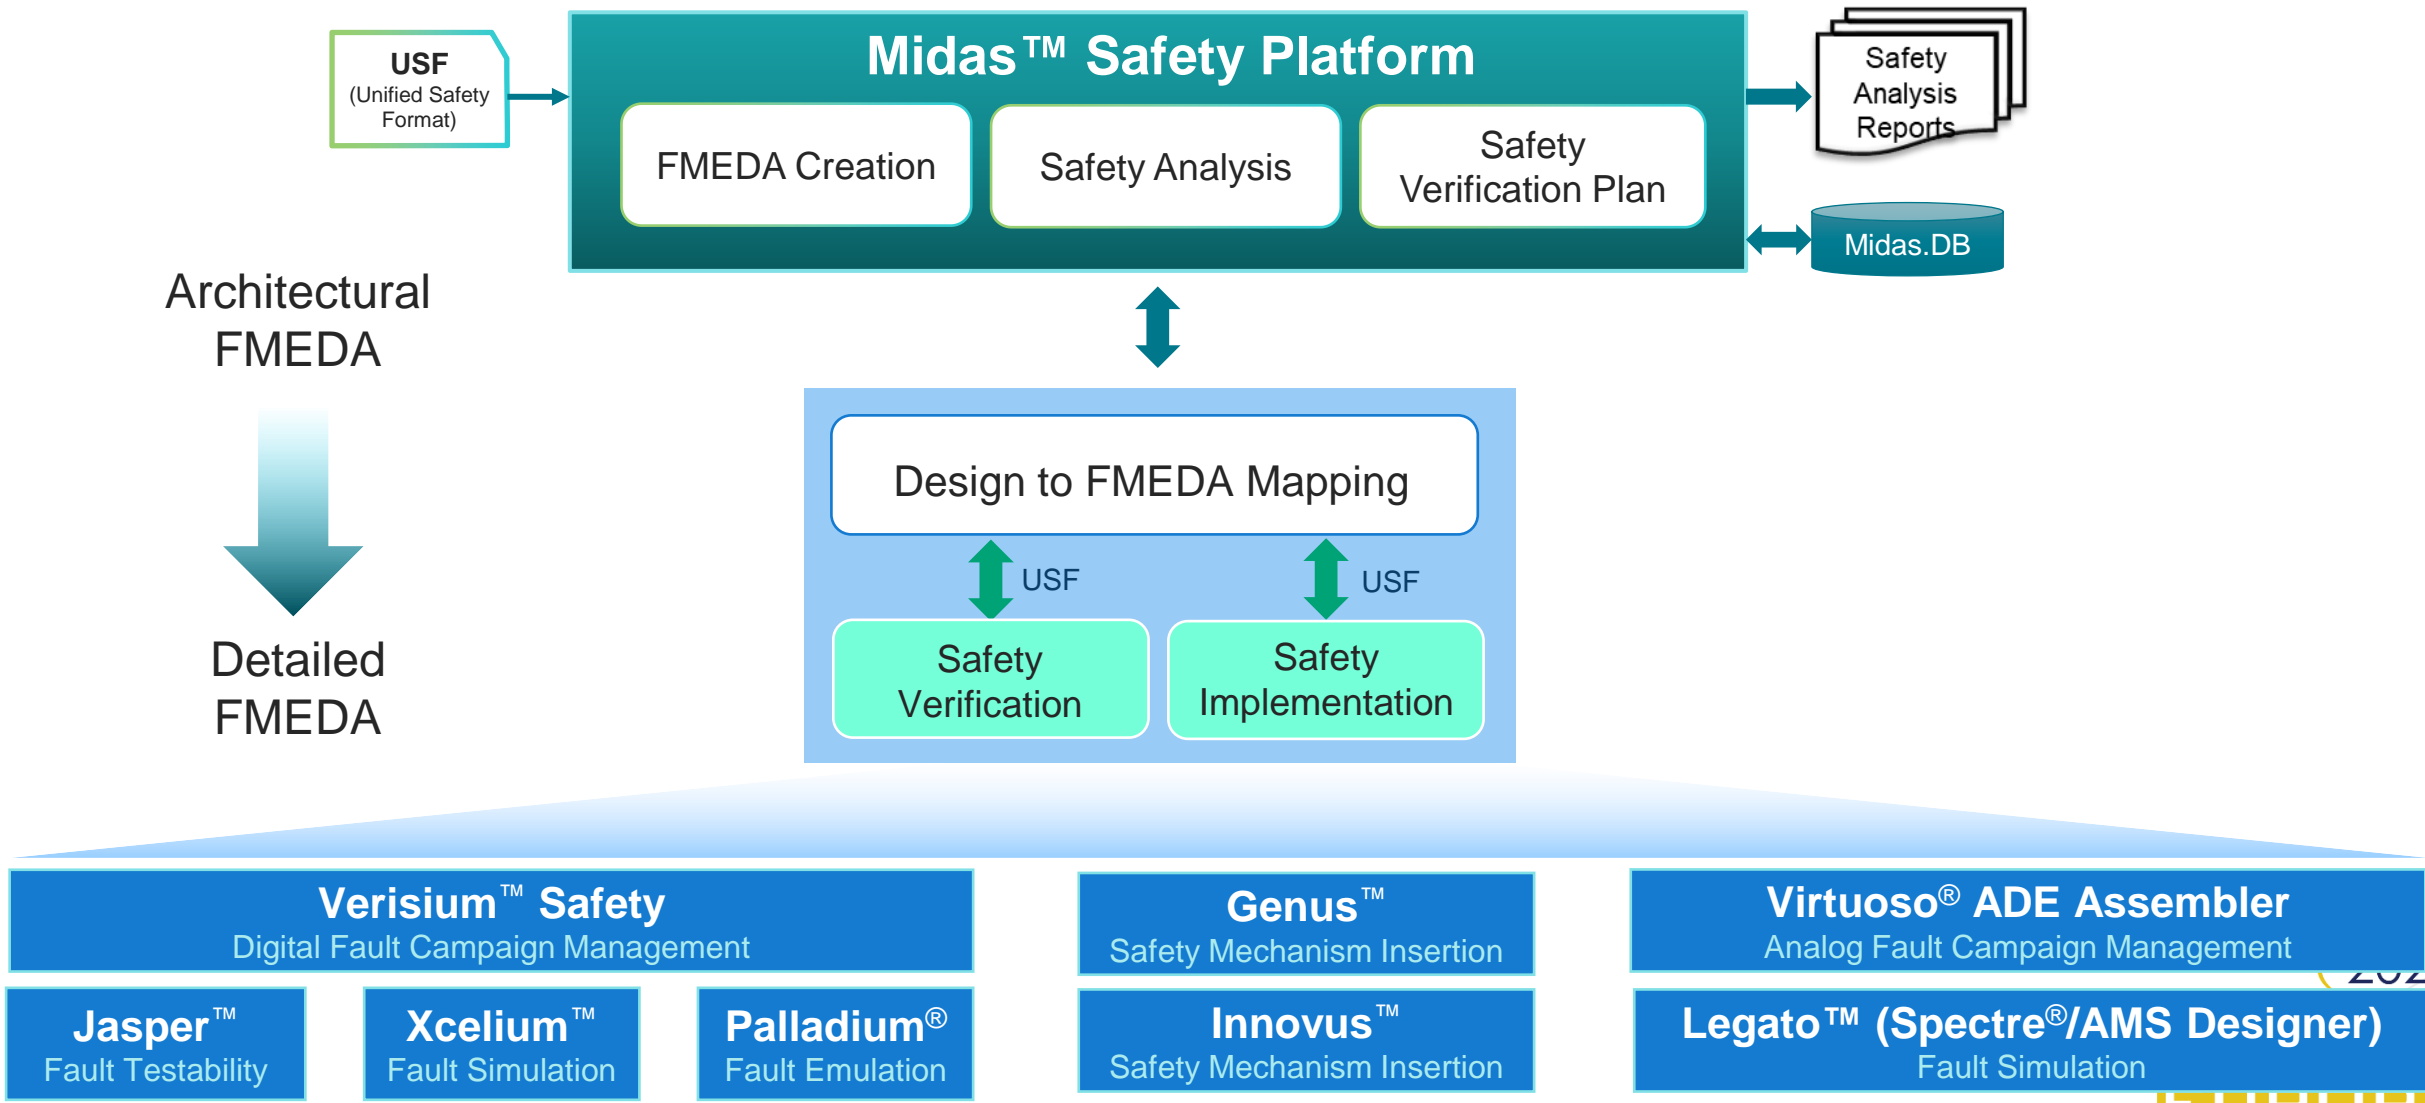 USF
(Unified Safety
Format)
Midas™ Safety Platform
FMEDA Creation
Safety Analysis
Safety
Verification Plan
Safety
Analysis
Reports
Midas.DB
Architectural
FMEDA
Detailed
FMEDA
Design to FMEDA Mapping
USF
USF
Safety
Verification
Safety
Implementation
Verisium™ Safety
Digital Fault Campaign Management
Genus™
Safety Mechanism Insertion
Virtuoso® ADE Assembler
Analog Fault Campaign Management
Jasper™
Fault Testability
Xcelium™
Fault Simulation
Palladium®
Fault Emulation
Innovus™
Safety Mechanism Insertion
Legato™ (Spectre®/AMS Designer)
Fault Simulation